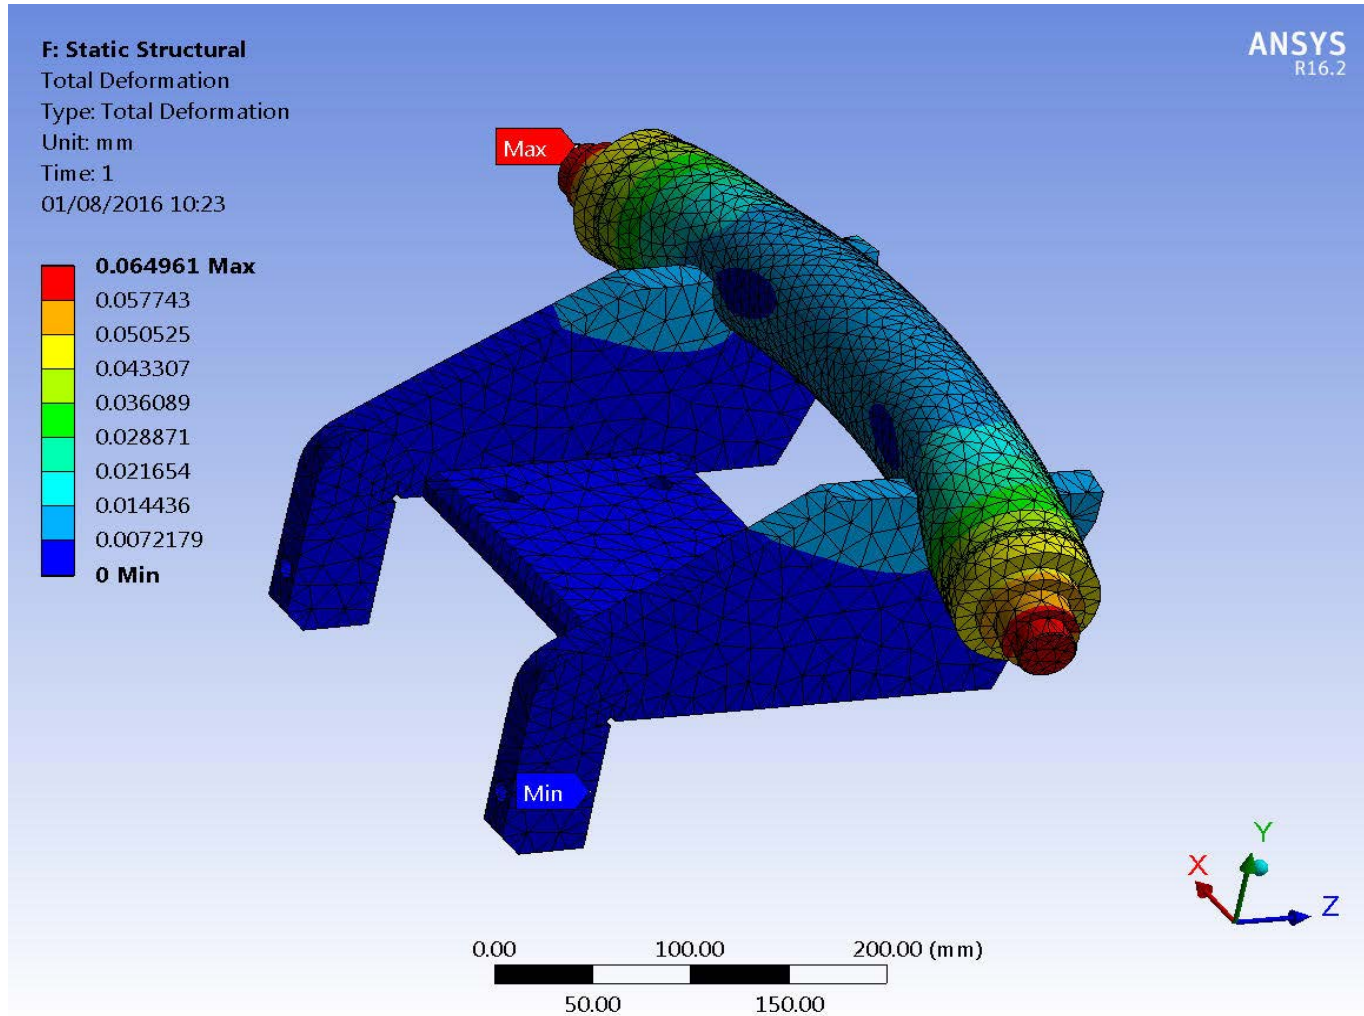 F: Static Structural
Total Deformation
Type: Total Deformation
Unit: mm
Time: 1
01/08/2016 10:23
ANSYS
R16.2
Max
0.064961 Max
0.057743
0.050525
0.043307
0.036089
0.028871
0.021654
0.014436
0.0072179
0 Min
Min
Y
X
Z
0.00 100.00 200.00 (mm)
50.00 150.00